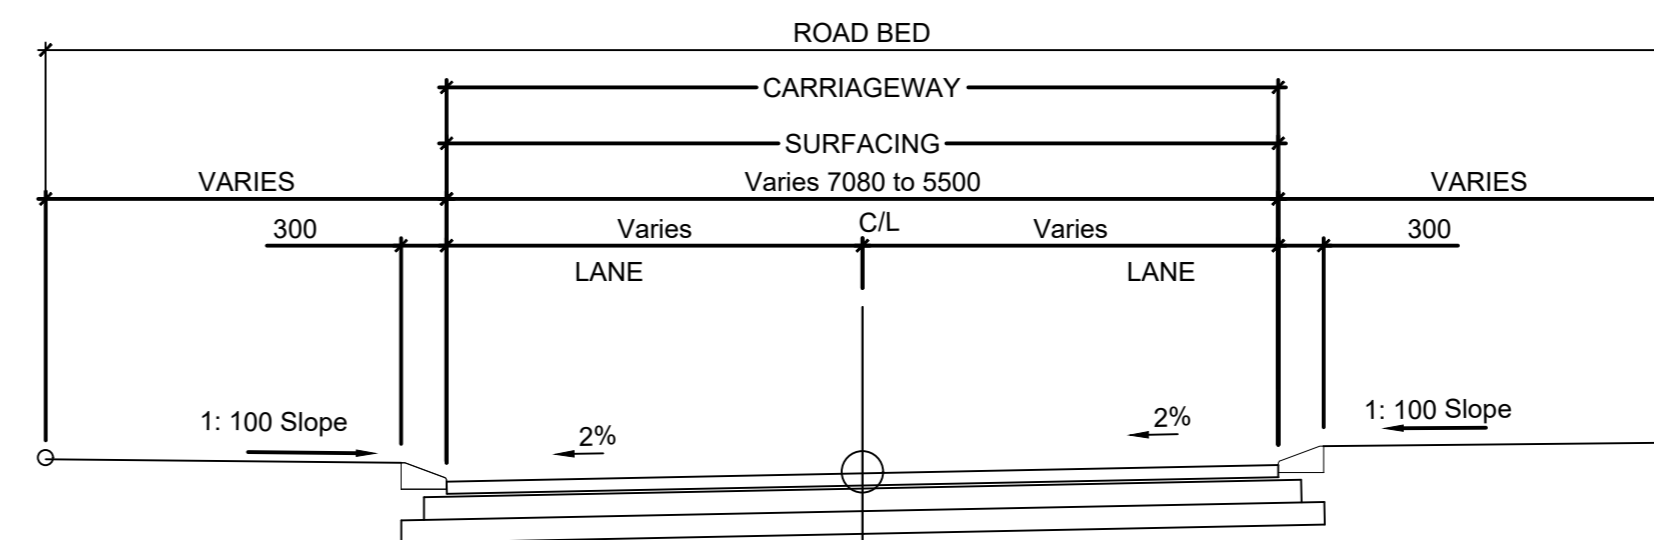 ROAD BED
CARRIAGEWAY
SURFACING
VARIES Varies 7080 to 5500 VARIES
300 Varies C/L Varies 300
LANE LANE
1: 100 Slope 2% 2% 1: 100 Slope